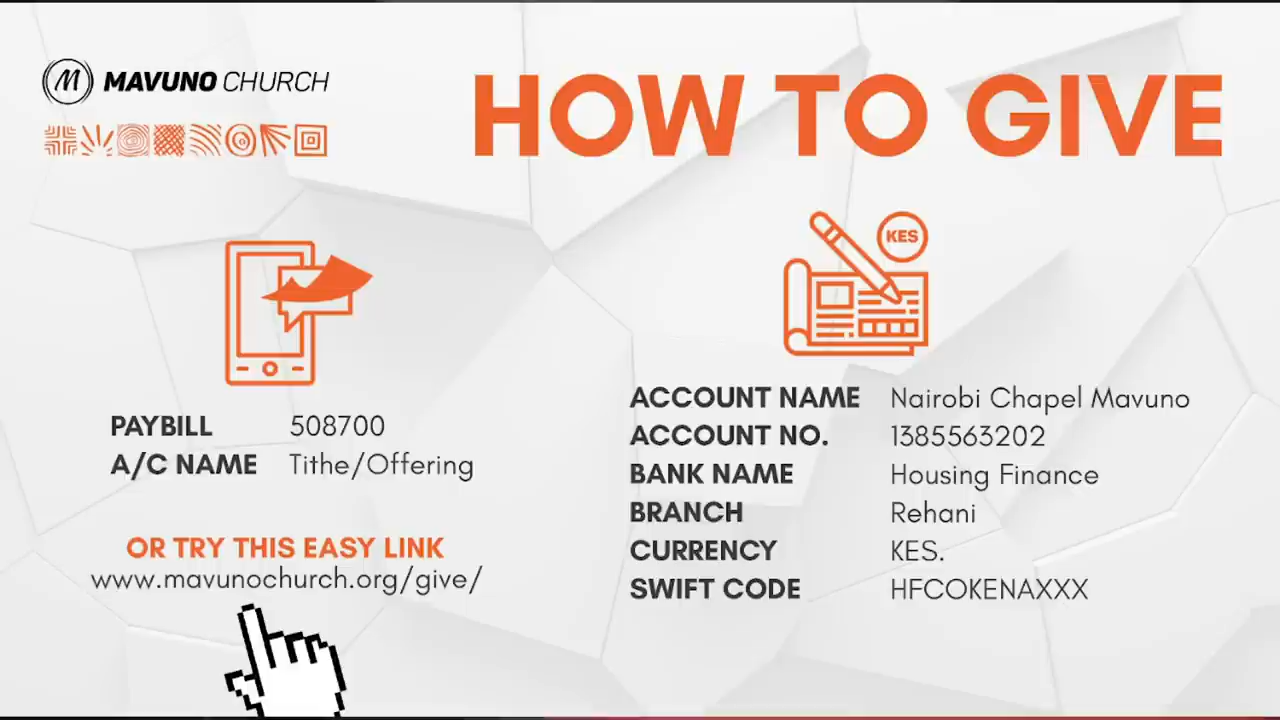 MAVUNO CHURCH
HOW TO GIVE
KES
PAYBILL 508700
A/C NAME Tithe/Offering
OR TRY THIS EASY LINK
www.mavunochurch.org/give/
ACCOUNT NAME Nairobi Chapel Mavuno
ACCOUNT NO. 1385563202
BANK NAME Housing Finance
BRANCH Rehani
CURRENCY KES.
SWIFT CODE HFCOKENAXXX